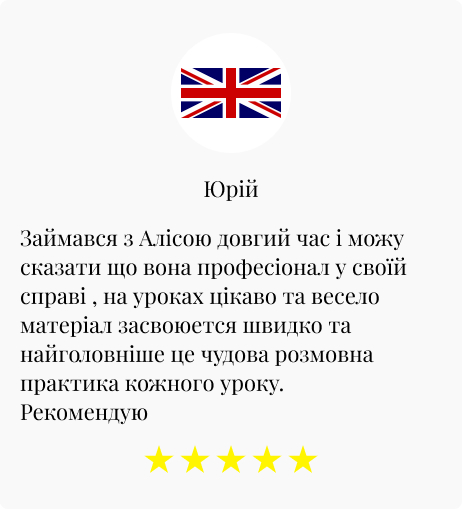 Юрій
Займався з Алісою довгий час і можу
сказати що вона професіонал у своїй
справі , на уроках цікаво та весело
матеріал засвоюется швидко та
найголовніше це чудова розмовна
практика кожного уроку.
Рекомендую